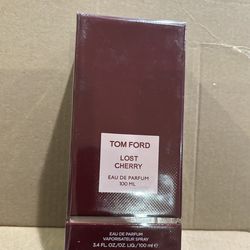 TOM FORD
LOST
CHERRY
EAU DE PARFUM
100 ML
EAU DE PARFUM
VAPORISATEUR SPRAY
3.4 FL.OZ./OZ. LIQ./100 ml ℮